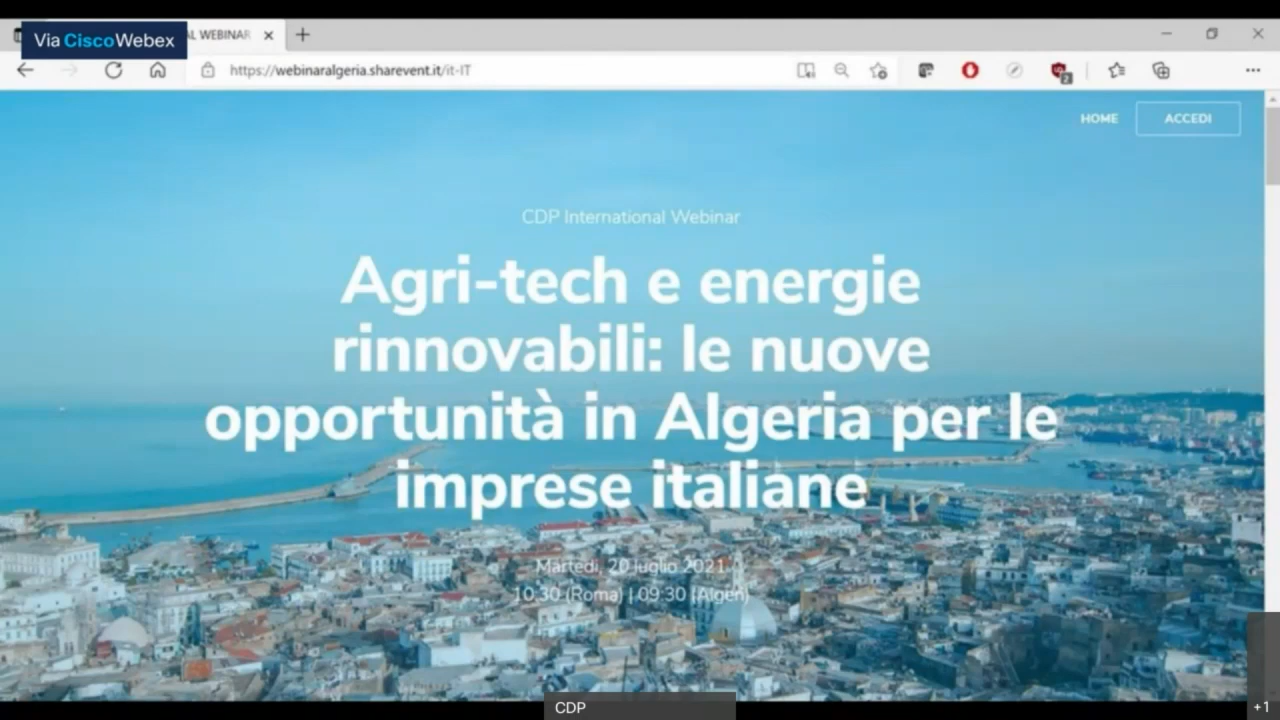 Via CiscoWebex
AL WEBINAR
https://webinaralgeria.sharevent.it/it-IT
2
HOME
ACCEDI
CDP International Webinar
Agri-tech e energie
rinnovabili: le nuove
opportunità in Algeria per le
imprese italiane
Martedì, 20 luglio 2021
10:30 (Roma) | 09:30 (Algeri)
CDP
+1